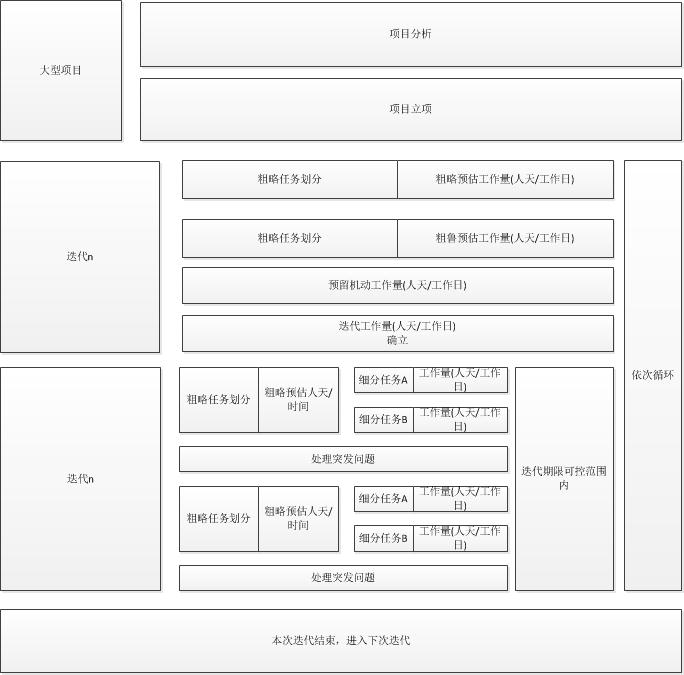 大型项目
项目分析
项目立项
迭代n
粗略任务划分
粗略预估工作量(人天/工作日)
粗略任务划分
粗鲁预估工作量(人天/工作日)
预留机动工作量(人天/工作日)
迭代工作量(人天/工作日)
确立
依次循环
迭代n
粗略任务划分
粗略预估人天/
时间
细分任务A
工作量(人天/工作
日)
细分任务B
工作量(人天/工作
日)
处理突发问题
粗略任务划分
粗略预估人天/
时间
细分任务A
工作量(人天/工作
日)
细分任务B
工作量(人天/工作
日)
处理突发问题
迭代期限可控范围
内
本次迭代结束，进入下次迭代